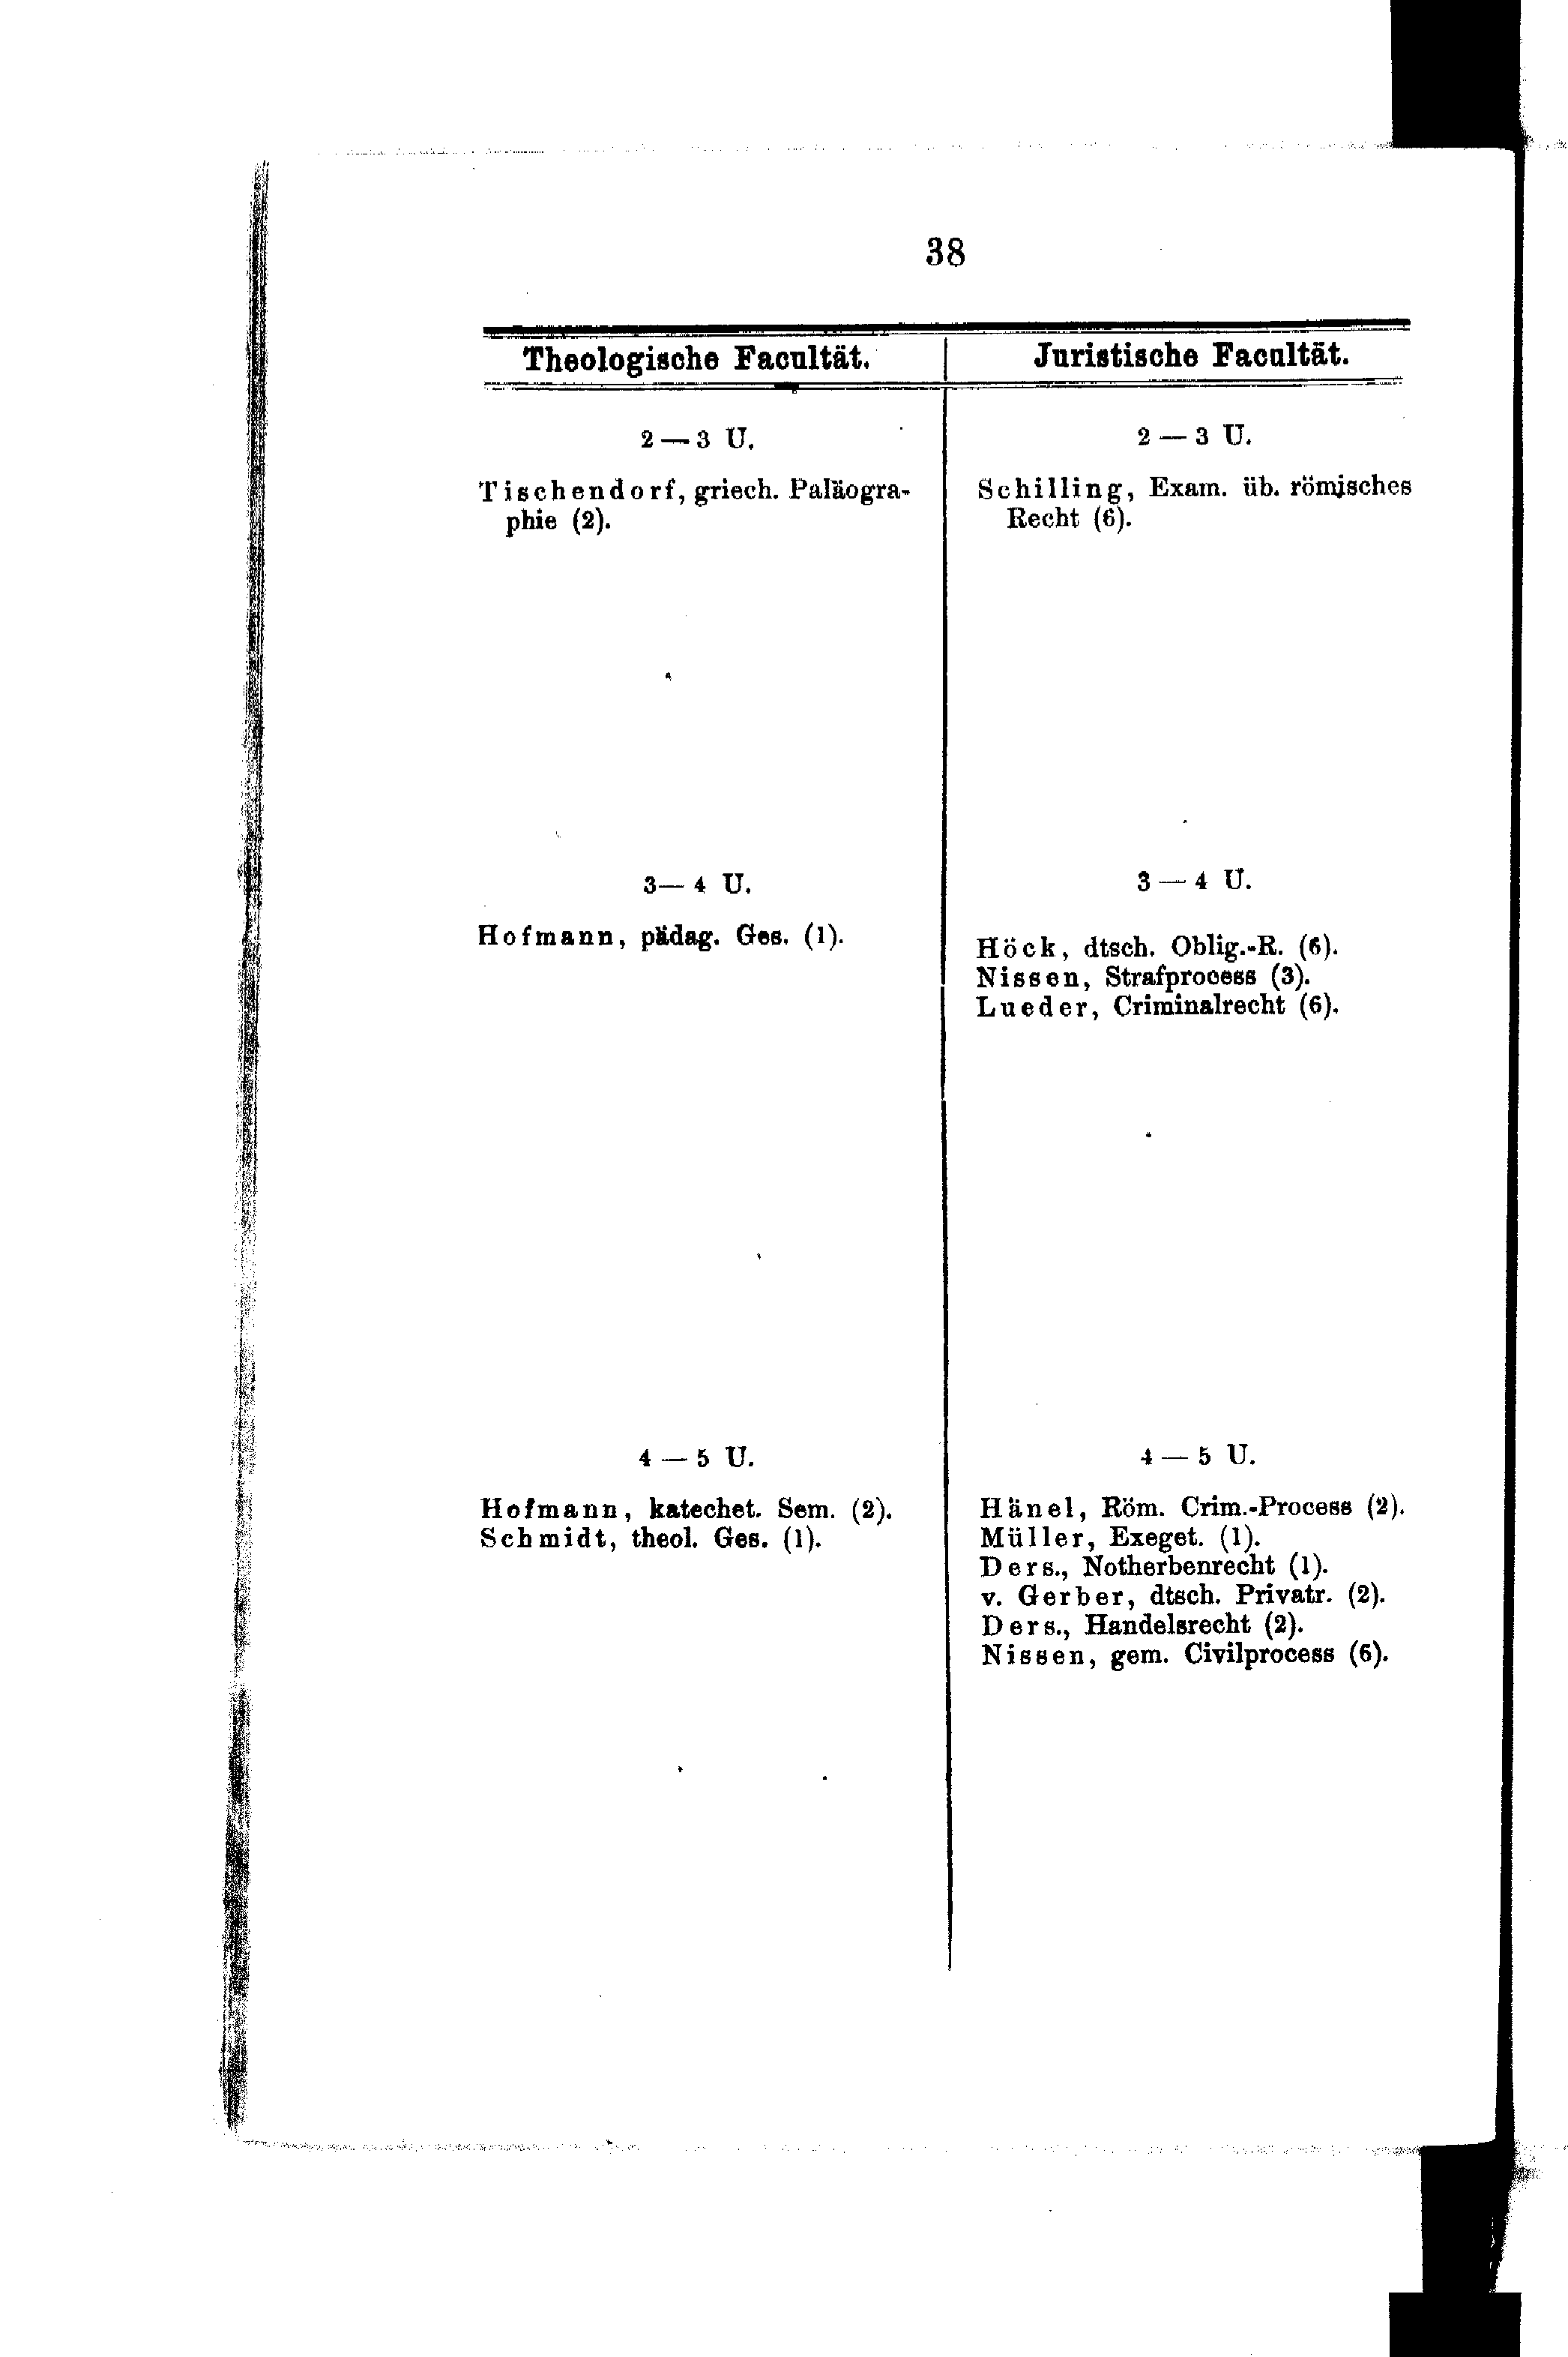 38
Theologische Facultät.
2 — 3 U.
Tischendorf, griech. Paläogra-
phie (2).
3 — 4 U.
Hofmann, pädag. Ges. (1).
4 — 5 U.
Hofmann, katechet. Sem. (2).
Schmidt, theol. Ges. (1).
Juristische Facultät.
2 — 3 U.
Schilling, Exam. üb. römisches
Recht (6).
3 — 4 U.
Höck, dtsch. Oblig.-R. (6).
Nissen, Strafprocess (3).
Lueder, Criminalrecht (6).
4 — 5 U.
Hänel, Röm. Crim.-Process (2).
Müller, Exeget. (1).
Ders., Notherbenrecht (1).
v. Gerber, dtsch. Privatr. (2).
Ders., Handelsrecht (2).
Nissen, gem. Civilprocess (6).